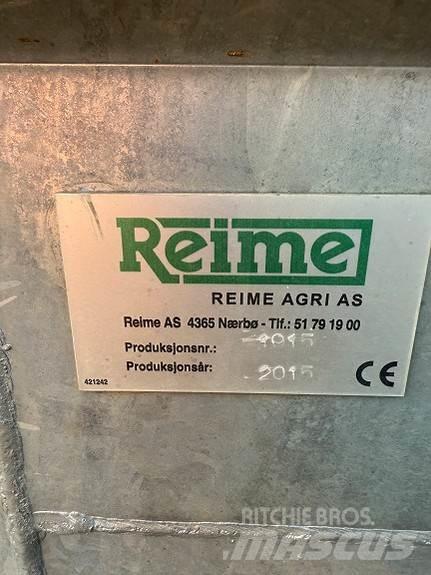 Reime
REIME AGRI AS
Reime AS 4365 Nærbø - Tlf.: 51 79 19 00
Produksjonsnr.:
Produksjonsår: 2015
421242 CE
RITCHIE BROS.
MASCUS